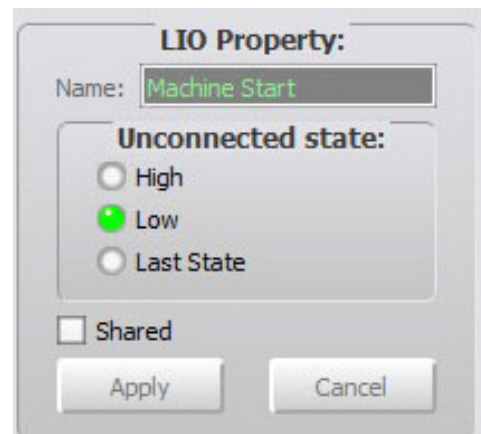 LIO Property:
Name: Machine Start
Unconnected state:
High
Low
Last State
Shared
Apply Cancel